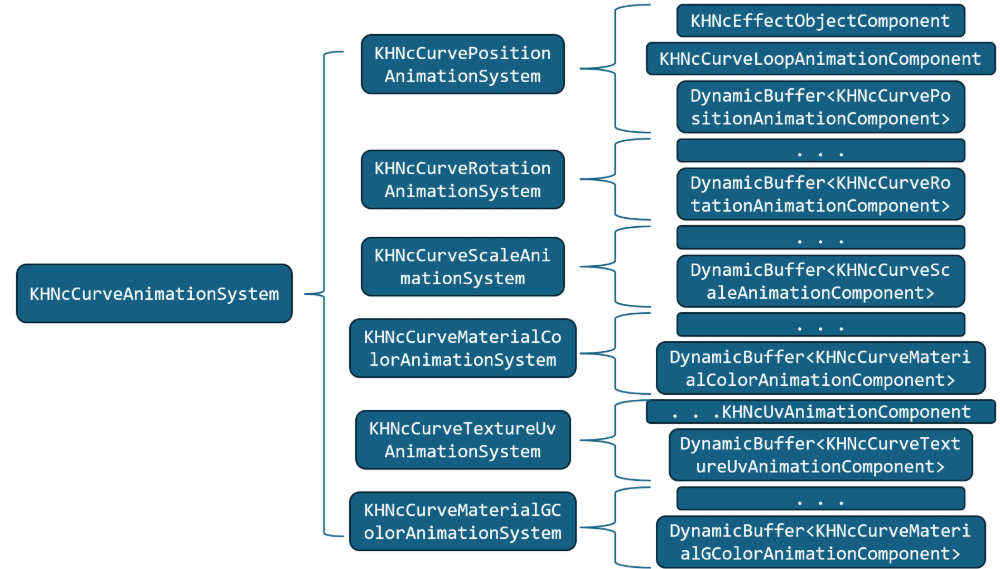 KHNcCurveAnimationSystem
KHNcCurvePosition
AnimationSystem
KHNcEffectObjectComponent
KHNcCurveLoopAnimationComponent
DynamicBuffer<KHNcCurvePo
sitionAnimationComponent>
KHNcCurveRotation
AnimationSystem
. . .
DynamicBuffer<KHNcCurveRo
tationAnimationComponent>
KHNcCurveScaleAni
mationSystem
. . .
DynamicBuffer<KHNcCurveSc
aleAnimationComponent>
KHNcCurveMaterialCo
lorAnimationSystem
. . .
DynamicBuffer<KHNcCurveMateri
alColorAnimationComponent>
KHNcCurveTextureUv
AnimationSystem
. . .KHNcUvAnimationComponent
DynamicBuffer<KHNcCurveText
ureUvAnimationComponent>
KHNcCurveMaterialGC
olorAnimationSystem
. . .
DynamicBuffer<KHNcCurveMateri
alGColorAnimationComponent>